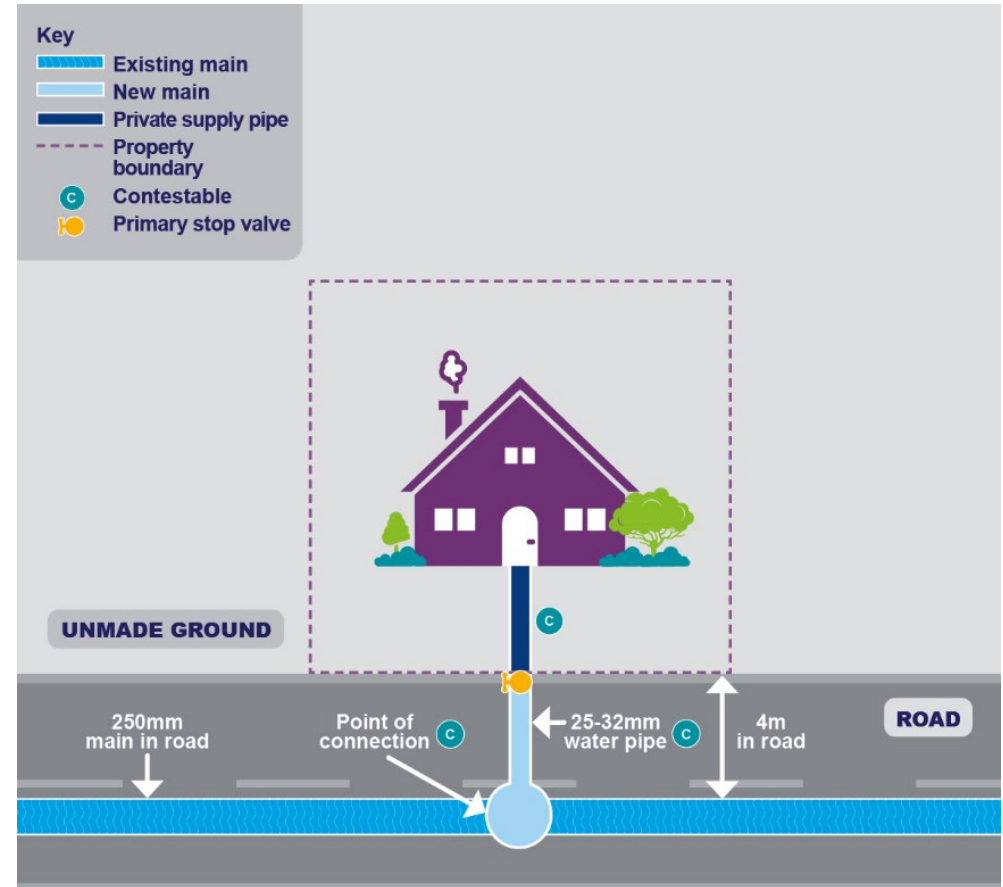 Key
Existing main
New main
Private supply pipe
Property
boundary
C
Contestable
Primary stop valve
C
UNMADE GROUND
250mm
main in road
Point of
connection
C
25-32mm
water pipe
C
4m
in road
ROAD